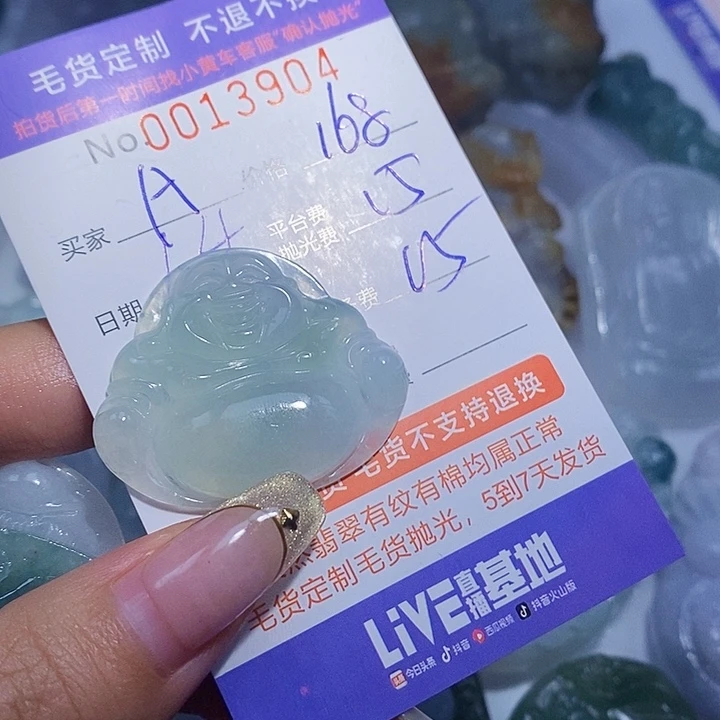 毛货定制 不退不换
拍货后第一时间找小黄车客服"确认抛光"
No.0013904
价格 168
买家 A
平台费 15
抛光费
日期 14
费 15
毛货不支持退换
翡翠有纹有棉均属正常
毛货定制毛货抛光，5到7天发货
LiVE直播基地
今日头条 抖音 西瓜视频 抖音火山版